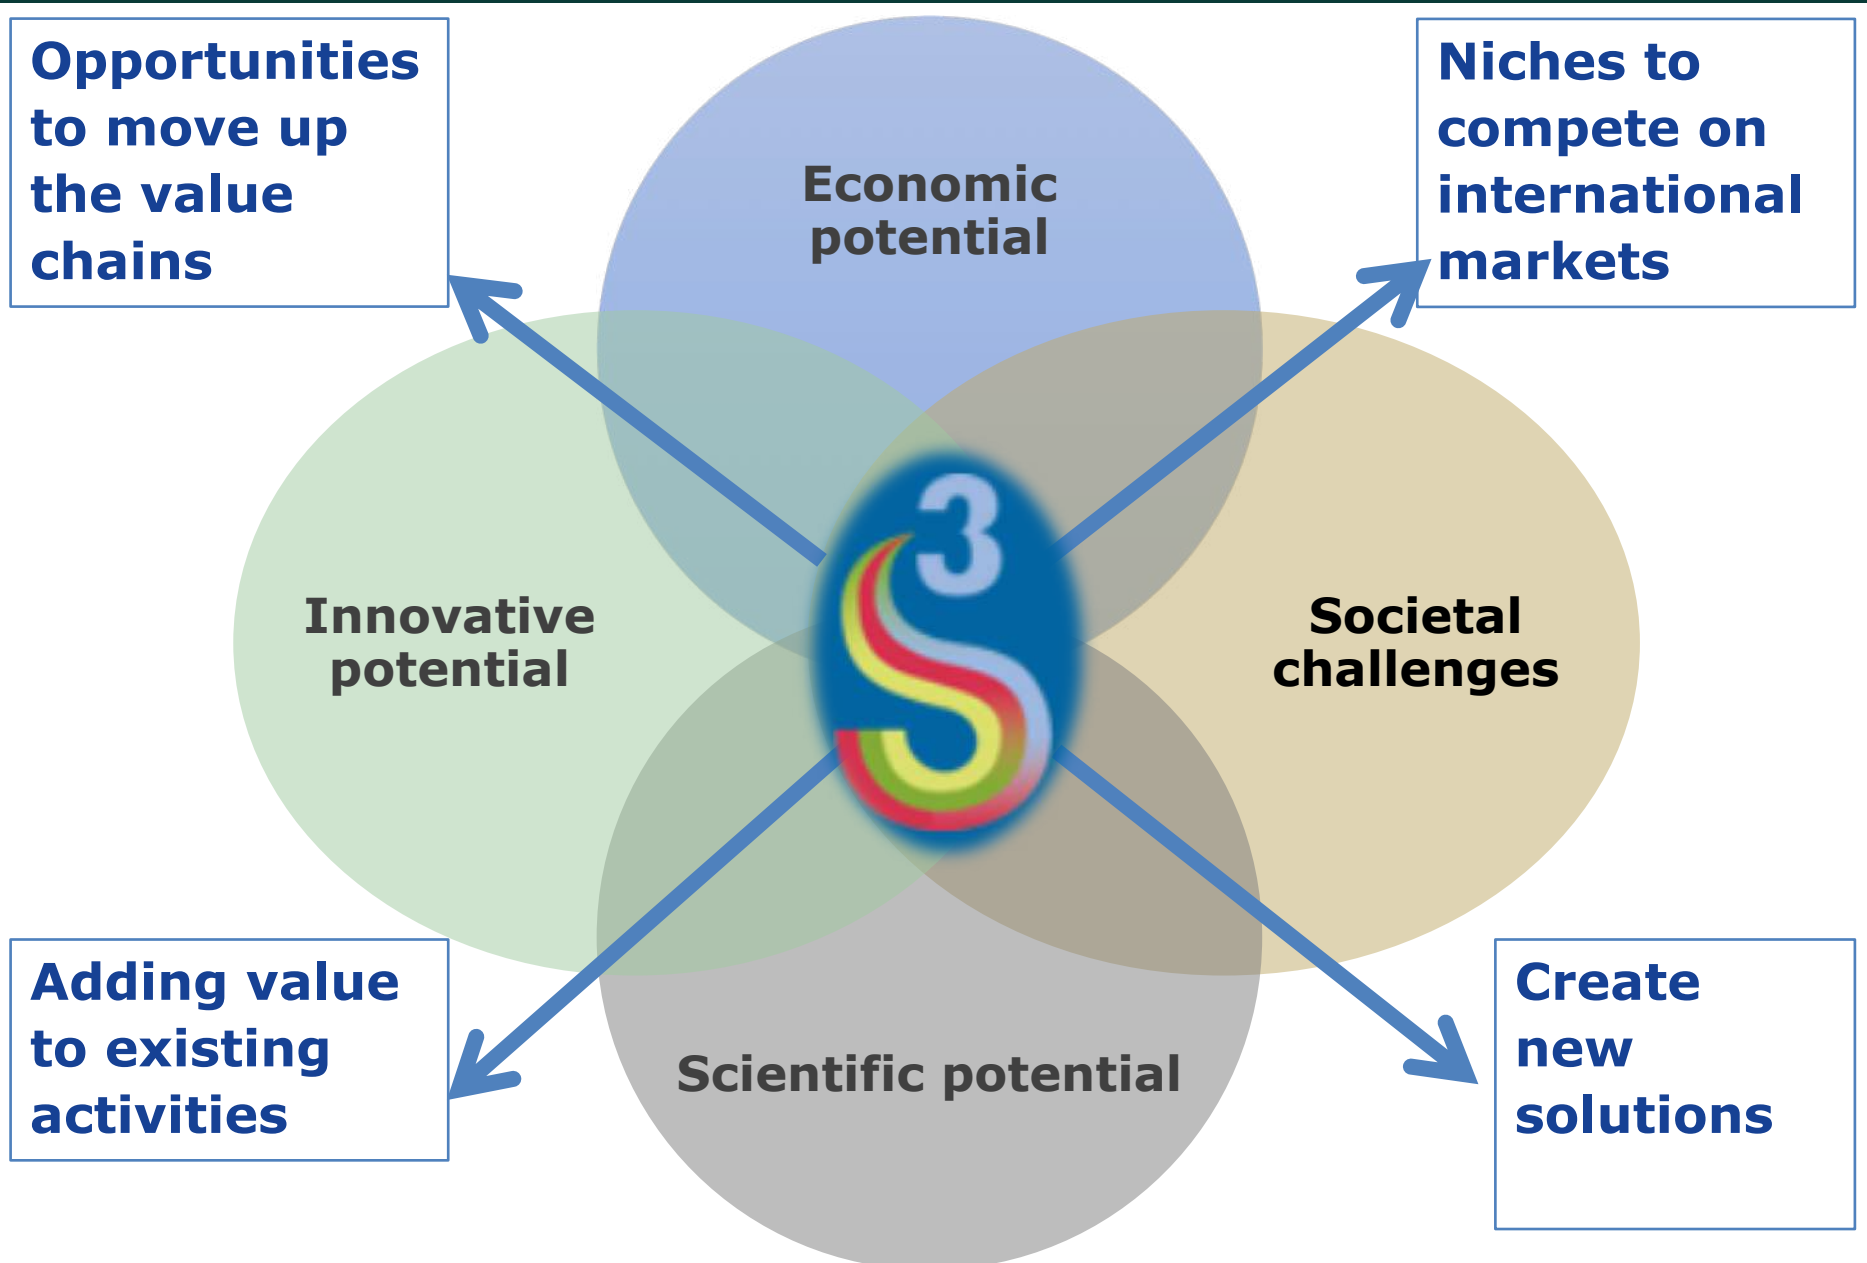 Opportunities
to move up
the value
chains
Niches to
compete on
international
markets
Economic
potential
3
S
Innovative
potential
Societal
challenges
Adding value
to existing
activities
Scientific potential
Create
new
solutions